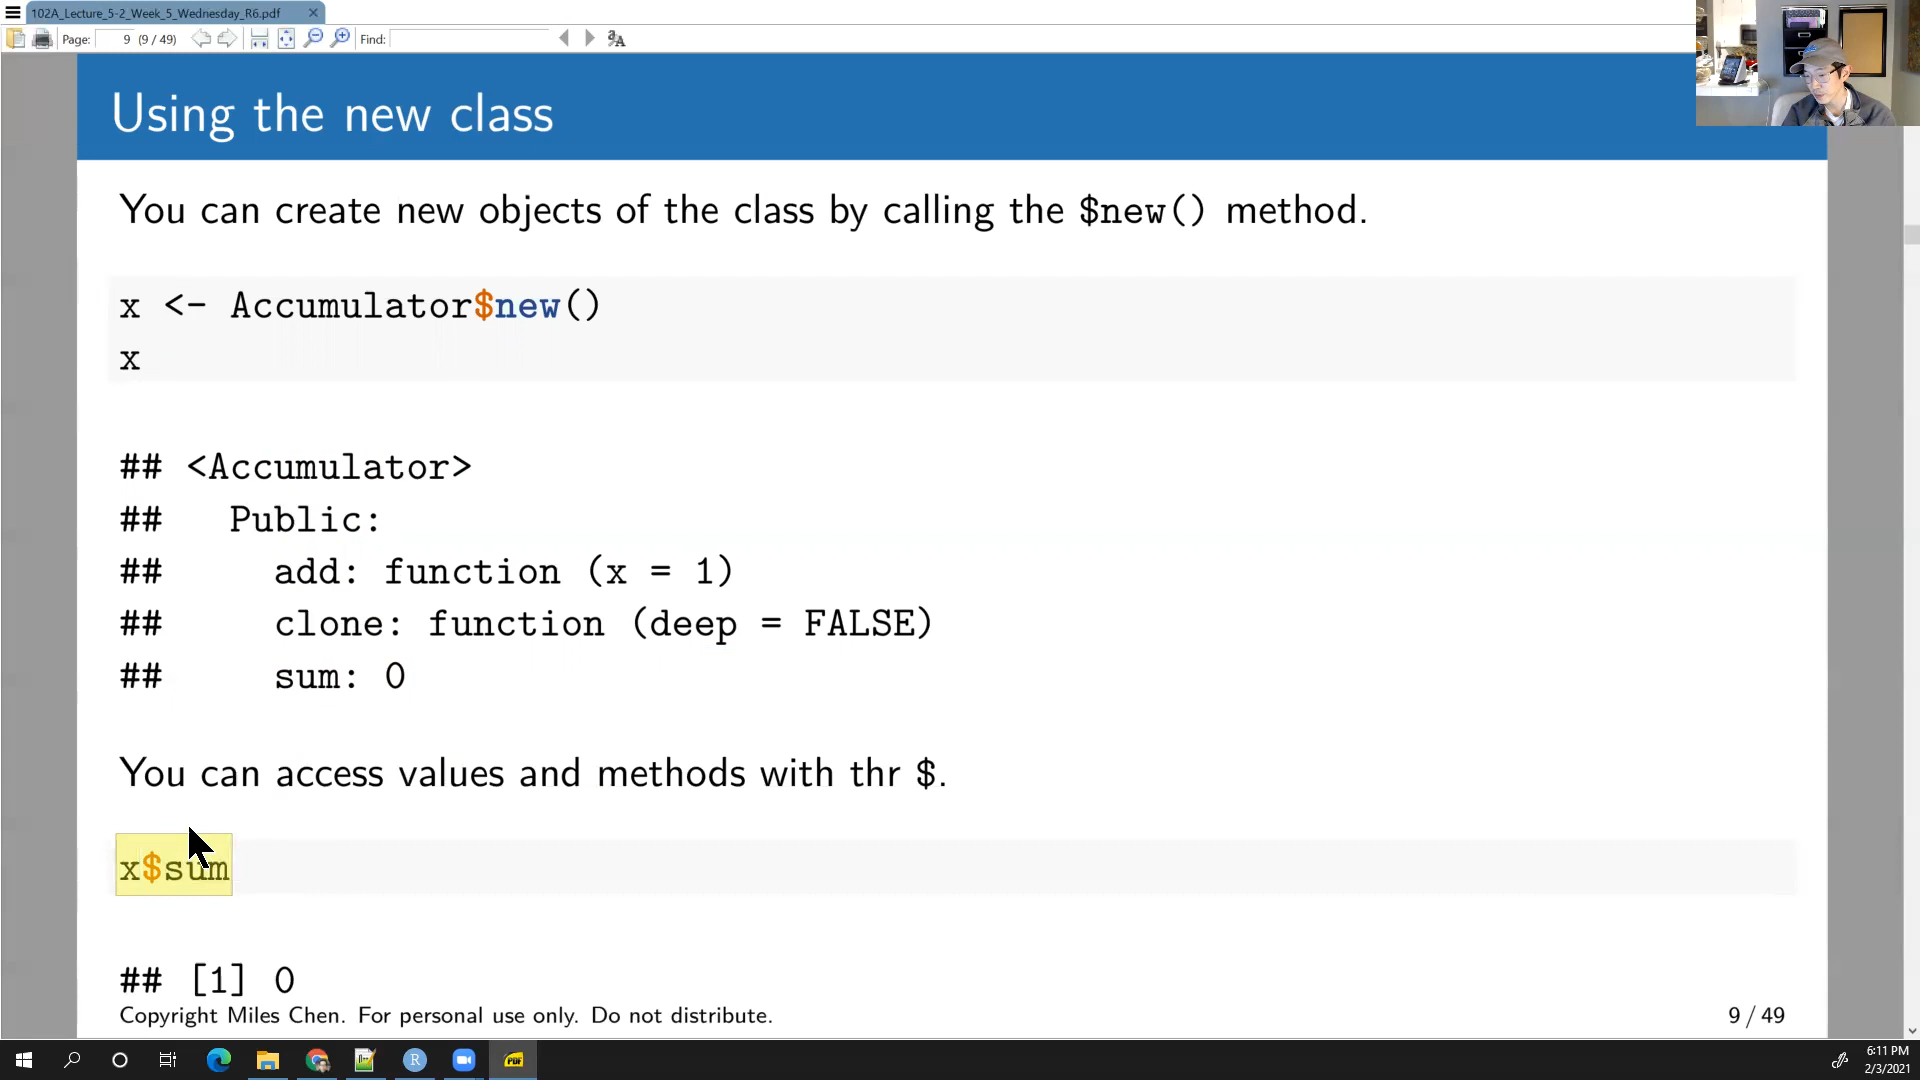 102A_Lecture_5-2_Week_5_Wednesday_R6.pdf
Page: 9 (9 / 49) Find:
Using the new class
You can create new objects of the class by calling the $new() method.
x <- Accumulator$new()
x
## <Accumulator>
## Public:
## add: function (x = 1)
## clone: function (deep = FALSE)
## sum: 0
You can access values and methods with thr $.
x$sum
## [1] 0
Copyright Miles Chen. For personal use only. Do not distribute.
9 / 49
6:11 PM
2/3/2021